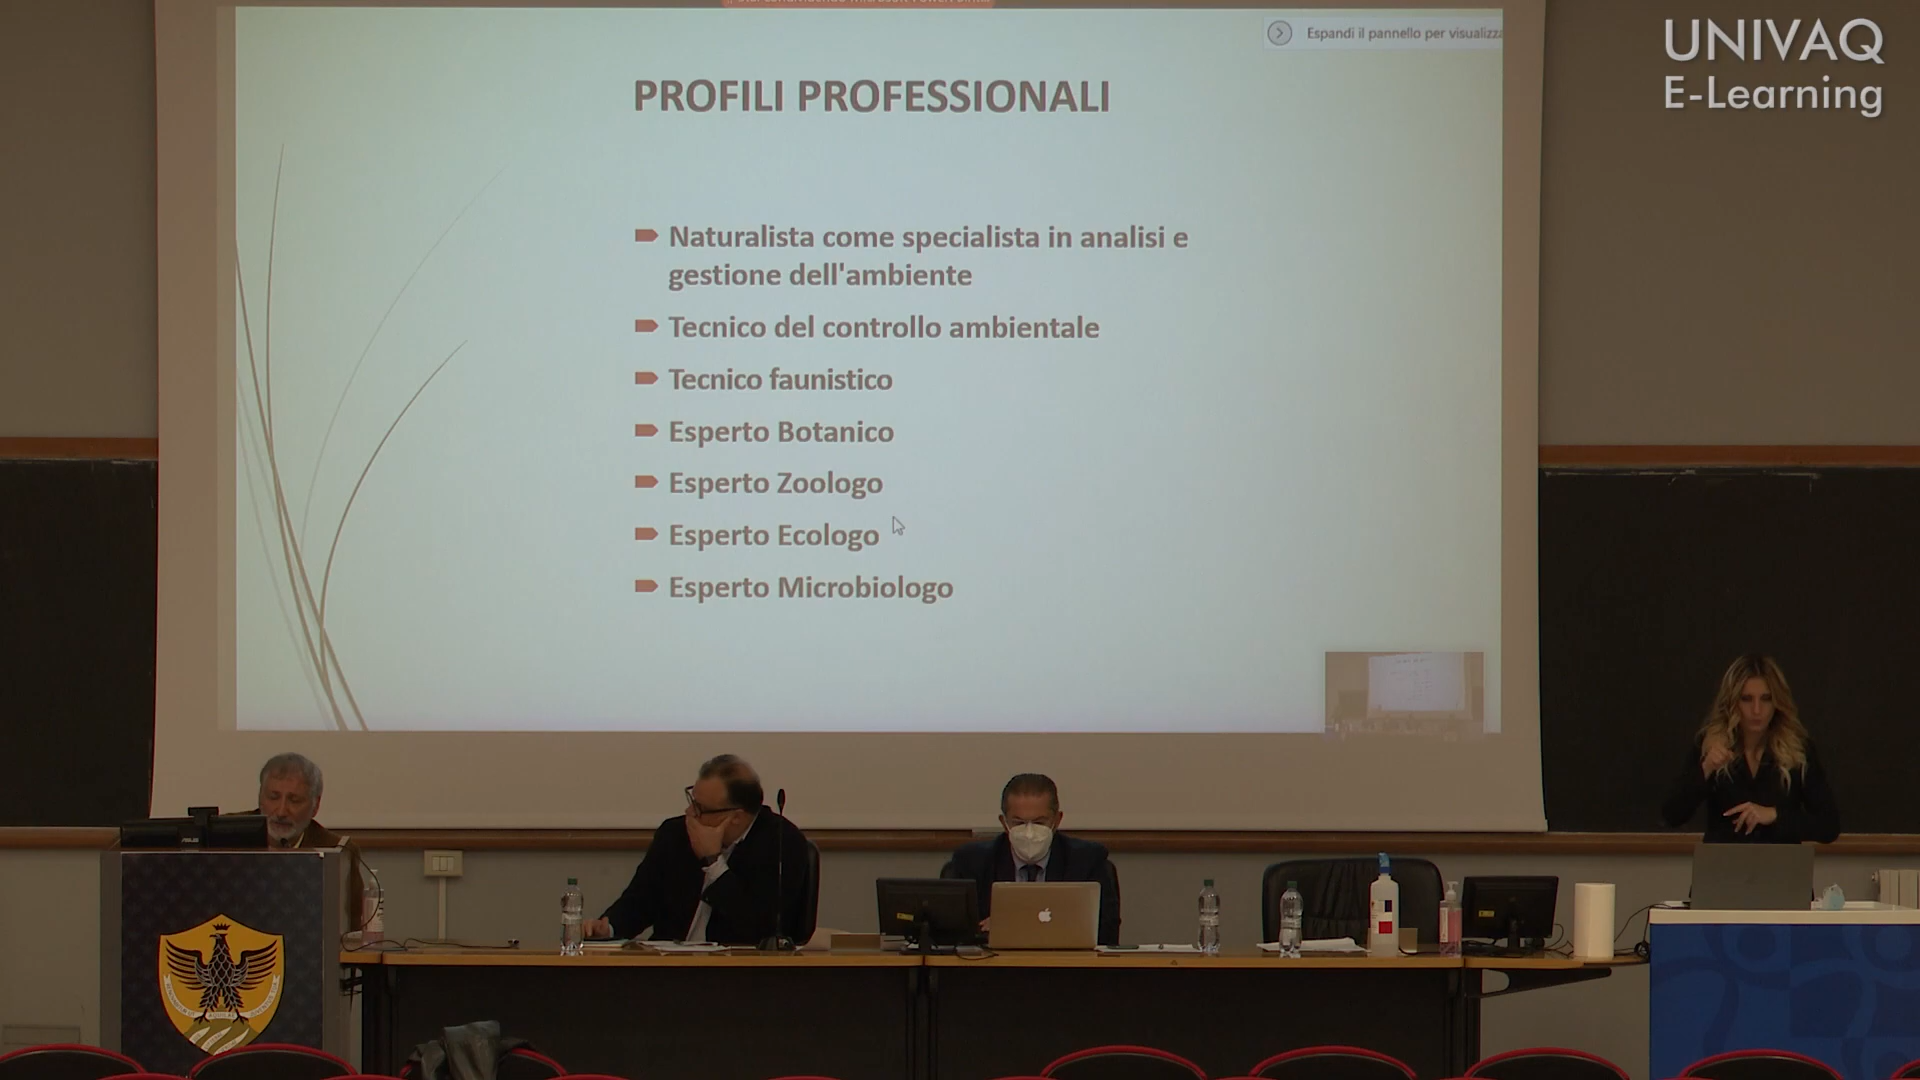 Espandi il pannello per visualizza
UNIVAQ
E-Learning
PROFILI PROFESSIONALI
Naturalista come specialista in analisi e
gestione dell'ambiente
Tecnico del controllo ambientale
Tecnico faunistico
Esperto Botanico
Esperto Zoologo
Esperto Ecologo
Esperto Microbiologo